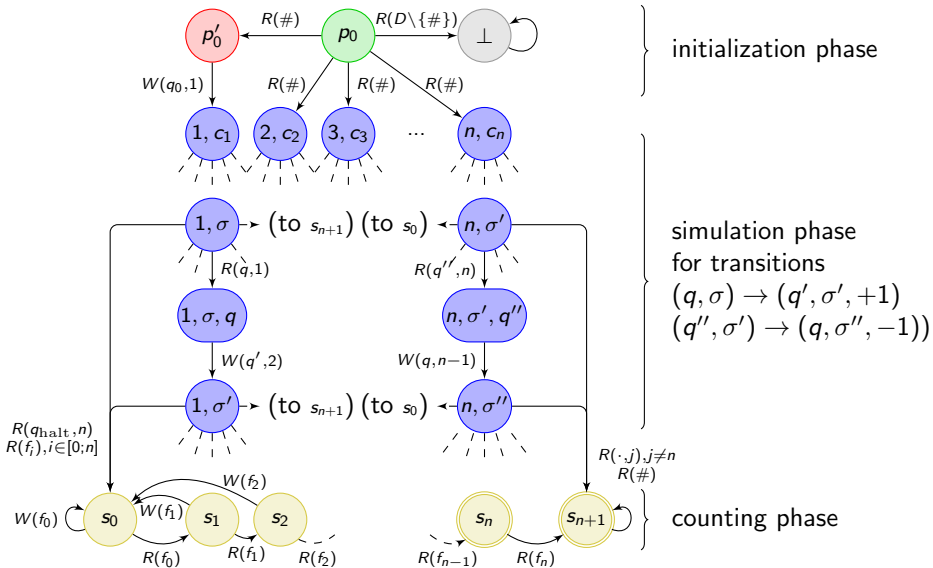 R(#)
R(D\{#})
p′₀
p₀
⊥
initialization phase
W(q₀,1)
R(#)
R(#)
R(#)
1, c₁
2, c₂
3, c₃
...
n, cₙ
1, σ
(to sₙ₊₁) (to s₀)
n, σ′
simulation phase
for transitions
(q, σ) → (q′, σ′, +1)
(q″, σ′) → (q, σ″, −1))
R(q,1)
R(q″,n)
1, σ, q
n, σ′, q″
W(q′,2)
W(q,n−1)
1, σ′
(to sₙ₊₁) (to s₀)
n, σ″
R(q_halt,n)
R(f_i),i∈[0;n]
R(·,j),j≠n
R(#)
W(f₂)
W(f₀)
W(f₁)
s₀
s₁
s₂
sₙ
sₙ₊₁
counting phase
R(f₀)
R(f₁)
R(f₂)
R(fₙ₋₁)
R(fₙ)